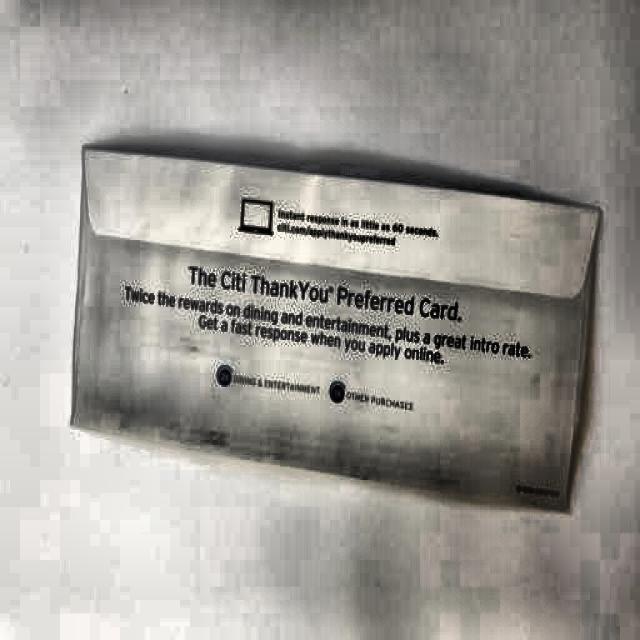 Instant response in as little as 60 seconds.
The Citi ThankYou® Preferred Card.
Twice the rewards on dining and entertainment, plus a great intro rate.
Get a fast response when you apply online.
DINING & ENTERTAINMENT
OTHER PURCHASES